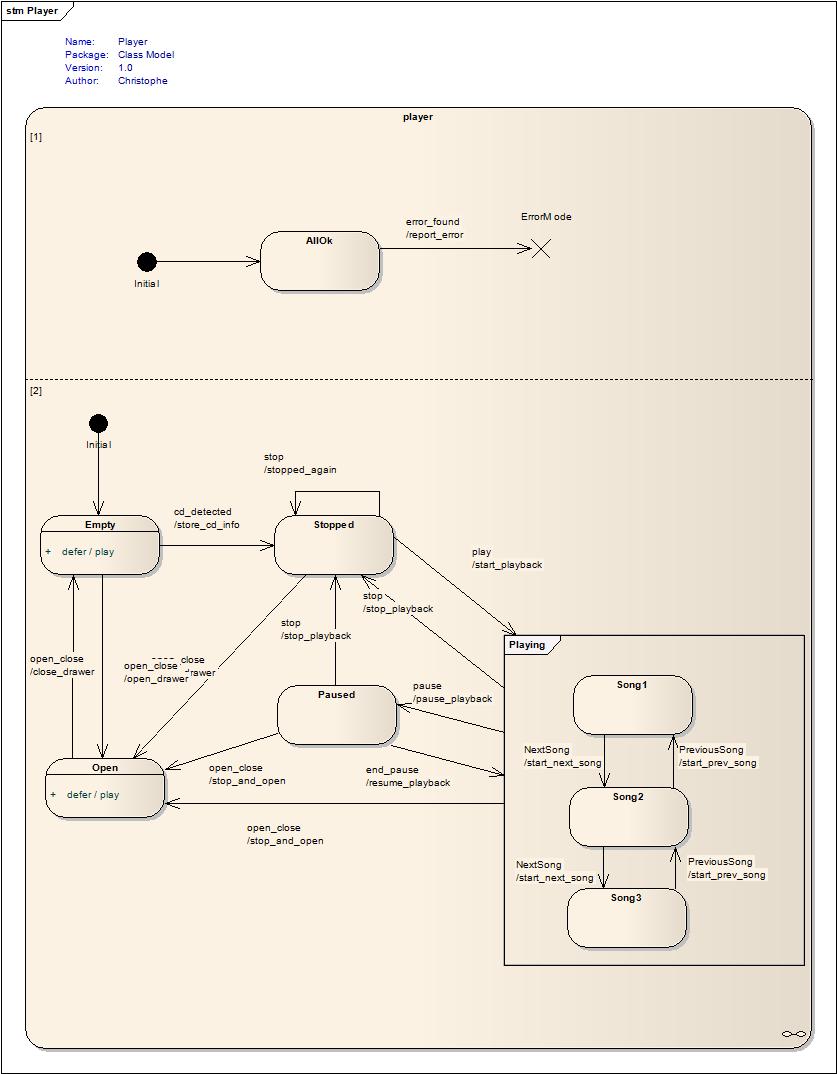 stm Player
Name: Player
Package: Class Model
Version: 1.0
Author: Christophe
player
[1]
ErrorM ode
error_found
/report_error
AllOk
Initial
[2]
Initial
stop
/stopped_again
cd_detected
/store_cd_info
Empty
+ defer / play
Stopped
play
/start_playback
stop
/stop_playback
stop
/stop_playback
Playing
open_close
/close_drawer
open_close
/open_drawer
close
rawer
Paused
pause
/pause_playback
Song1
NextSong
/start_next_song
PreviousSong
/start_prev_song
Open
+ defer / play
open_close
/stop_and_open
end_pause
/resume_playback
Song2
open_close
/stop_and_open
NextSong
/start_next_song
PreviousSong
/start_prev_song
Song3